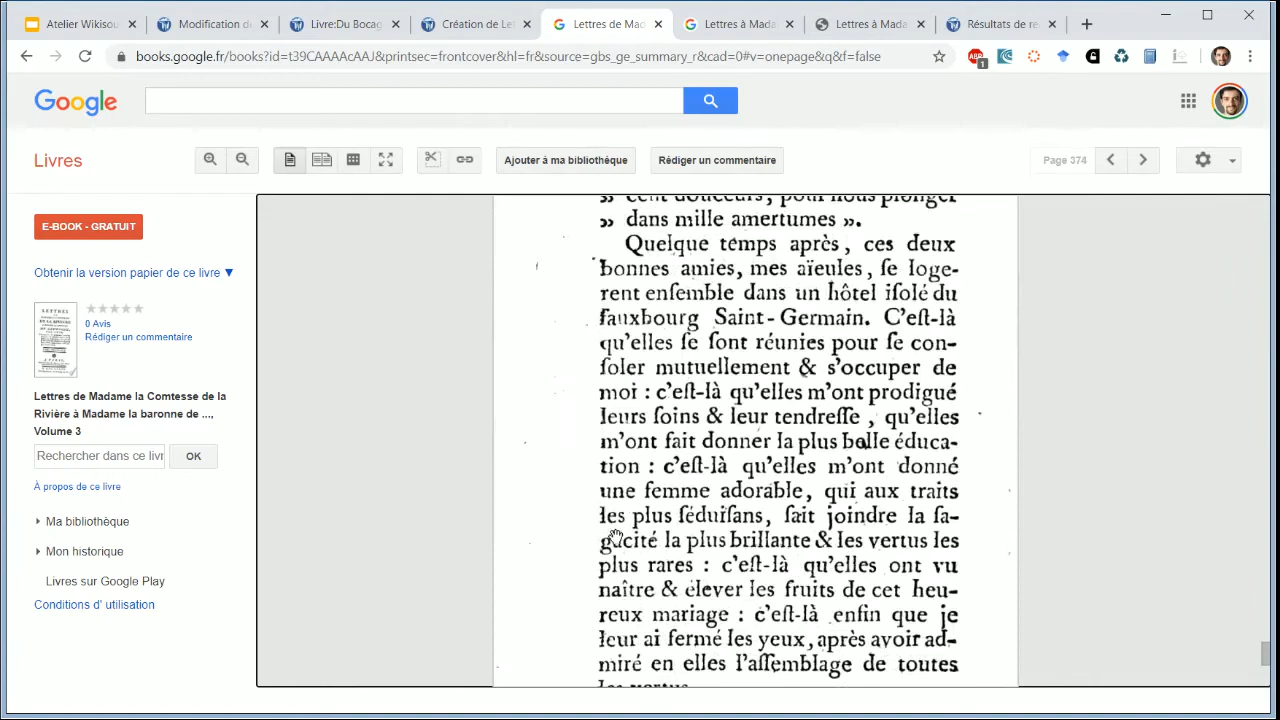 Atelier Wikisou
Modification d
Livre:Du Bocag
Création de Let
Lettres de Mad
Lettres à Mada
Lettres à Mada
Résultats de re
books.google.fr/books?id=t39CAAAAcAAJ&printsec=frontcover&hl=fr&source=gbs_ge_summary_r&cad=0#v=onepage&q&f=false
1
Google
Livres
Ajouter à ma bibliothèque
Rédiger un commentaire
Page 374
E-BOOK - GRATUIT
Obtenir la version papier de ce livre ▼
0 Avis
Rédiger un commentaire
Lettres de Madame la Comtesse de la
Rivière à Madame la baronne de ...,
Volume 3
Rechercher dans ce livr
OK
À propos de ce livre
Ma bibliothèque
Mon historique
Livres sur Google Play
Conditions d' utilisation
» cent douceurs, pour nous plonger
» dans mille amertumes ».
Quelque temps après, ces deux
bonnes amies, mes aïeules, ſe loge-
rent enſemble dans un hôtel iſolé du
fauxbourg Saint-Germain. C'eſt-là
qu'elles ſe ſont réunies pour ſe con-
ſoler mutuellement & s'occuper de
moi : c'eſt-là qu'elles m'ont prodigué
leurs ſoins & leur tendreſſe, qu'elles
m'ont fait donner la plus belle éduca-
tion : c'eſt-là qu'elles m'ont donné
une femme adorable, qui aux traits
les plus ſéduiſans, ſait joindre la ſa-
gacité la plus brillante & les vertus les
plus rares : c'eſt-là qu'elles ont vu
naître & élever les fruits de cet heu-
reux mariage : c'eſt-là enfin que je
leur ai fermé les yeux, après avoir ad-
miré en elles l'aſſemblage de toutes
les vertus.